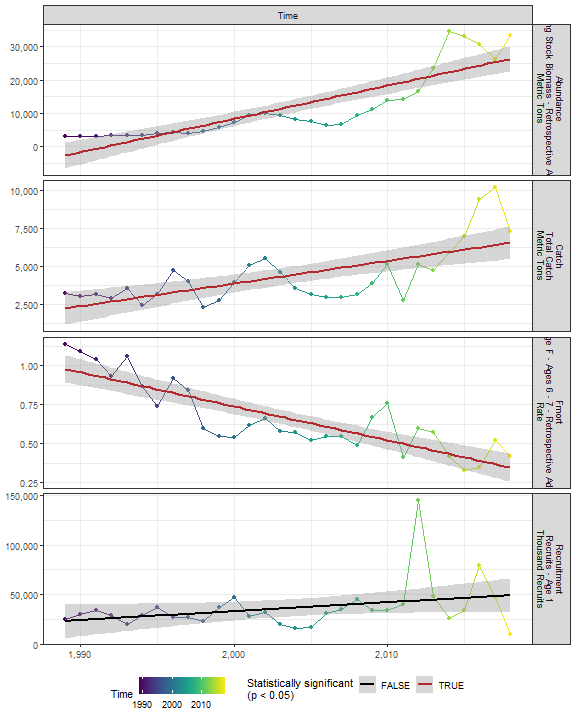 Time
30,000
20,000
10,000
0
Abundance
Stock Biomass - Retrospective
Metric Tons
10,000
7,500
5,000
2,500
Catch
Total Catch
Metric Tons
1.00
0.75
0.50
0.25
Fmort
F - Ages 6 - 7 - Retrospective
Rate
150,000
100,000
50,000
0
Recruitment
Recruits - Age 1
Thousand Recruits
1,990
2,000
2,010
Time
1990 2000 2010
Statistically significant
(p < 0.05)
FALSE
TRUE